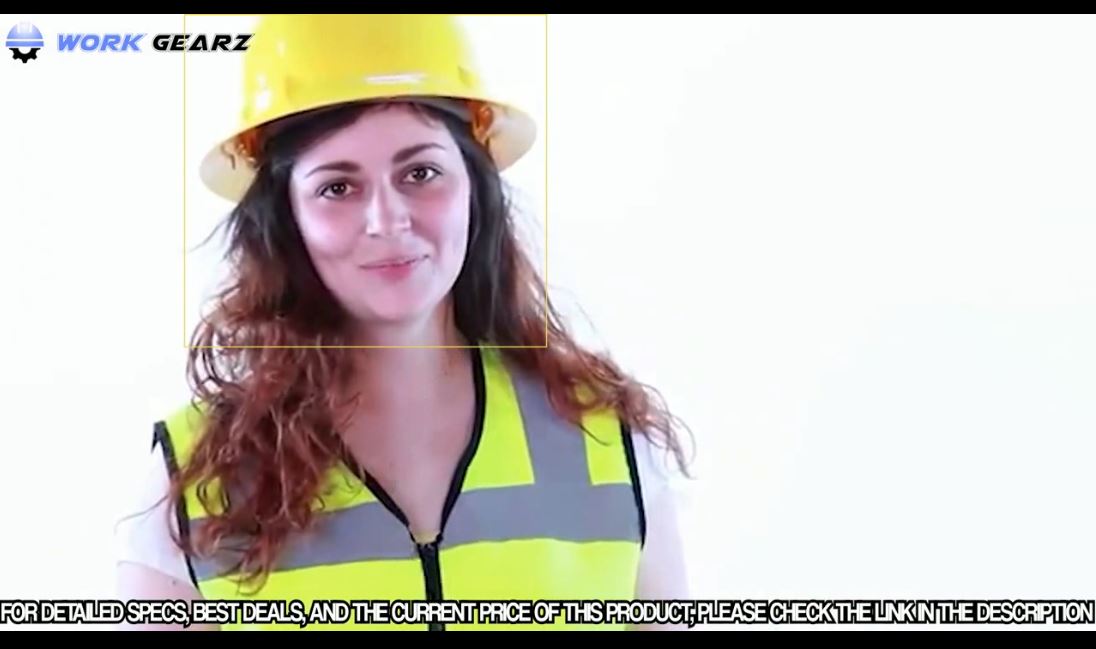 WORK GEARZ
FOR DETAILED SPECS, BEST DEALS, AND THE CURRENT PRICE OF THIS PRODUCT, PLEASE CHECK THE LINK IN THE DESCRIPTION